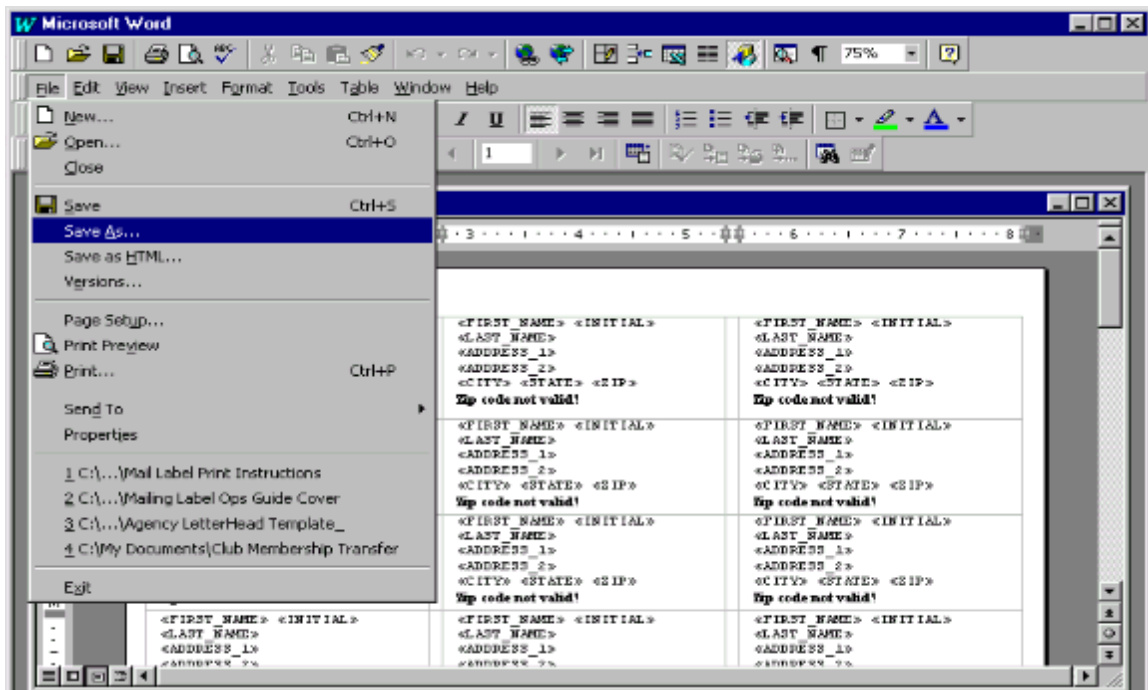 Microsoft Word
75%
File Edit View Insert Format Tools Table Window Help
New... Ctrl+N
Open... Ctrl+O
Close
Save Ctrl+S
Save As...
Save as HTML...
Versions...
Page Setup...
Print Preview
Print... Ctrl+P
Send To
Properties
1 C:\...\Mail Label Print Instructions
2 C:\...\Mailing Label Ops Guide Cover
3 C:\...\Agency LetterHead Template_
4 C:\My Documents\Club Membership Transfer
Exit
I U A
1
3 4 5 6 7 8
«FIRST_NAME» «INITIAL»
«LAST_NAME»
«ADDRESS_1»
«ADDRESS_2»
«CITY» «STATE» «ZIP»
Zip code not valid!
«FIRST_NAME» «INITIAL»
«LAST_NAME»
«ADDRESS_1»
«ADDRESS_2»
«CITY» «STATE» «ZIP»
Zip code not valid!
«FIRST_NAME» «INITIAL»
«LAST_NAME»
«ADDRESS_1»
«ADDRESS_2»
«CITY» «STATE» «ZIP»
Zip code not valid!
«FIRST_NAME» «INITIAL»
«LAST_NAME»
«ADDRESS_1»
«ADDRESS_2»
«CITY» «STATE» «ZIP»
Zip code not valid!
«FIRST_NAME» «INITIAL»
«LAST_NAME»
«ADDRESS_1»
«ADDRESS_2»
«CITY» «STATE» «ZIP»
Zip code not valid!
«FIRST_NAME» «INITIAL»
«LAST_NAME»
«ADDRESS_1»
«ADDRESS_2»
«CITY» «STATE» «ZIP»
Zip code not valid!
«FIRST_NAME» «INITIAL»
«LAST_NAME»
«ADDRESS_1»
«FIRST_NAME» «INITIAL»
«LAST_NAME»
«ADDRESS_1»
«FIRST_NAME» «INITIAL»
«LAST_NAME»
«ADDRESS_1»